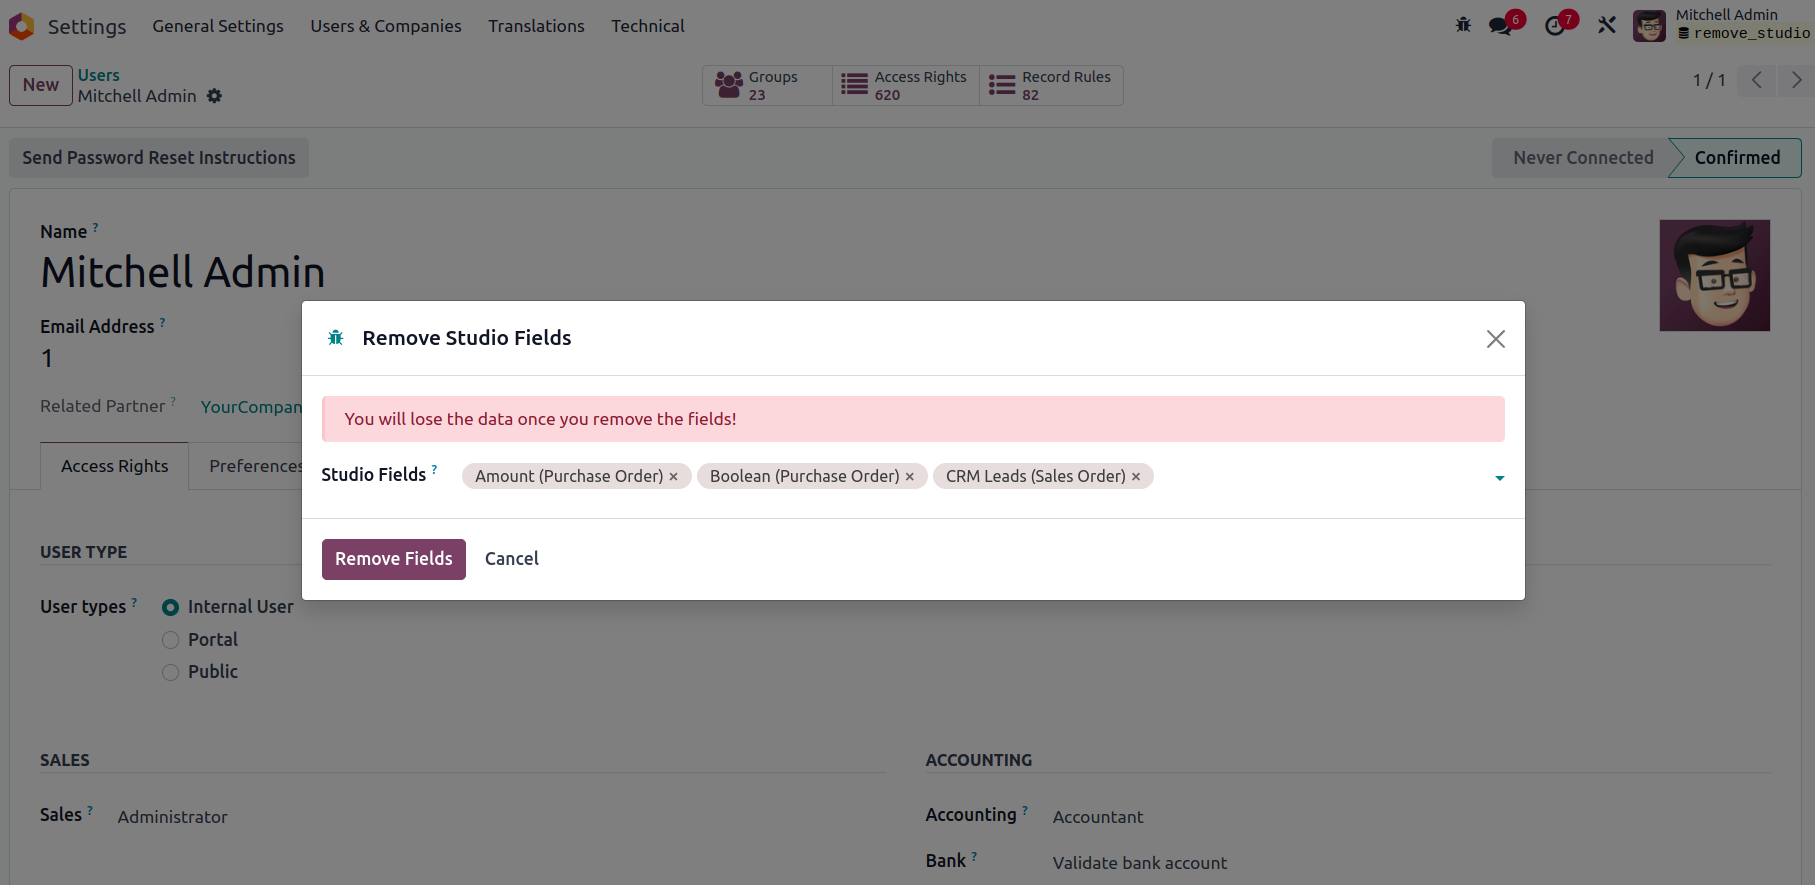 Settings General Settings Users & Companies Translations Technical 6 7 Mitchell Admin
remove_studio
New Users Groups 23 Access Rights 620 Record Rules 82 1 / 1
Mitchell Admin
Send Password Reset Instructions Never Connected Confirmed
Name ?
Mitchell Admin
Email Address ?
1
Related Partner ? YourCompan
Access Rights Preferences
Remove Studio Fields
You will lose the data once you remove the fields!
Studio Fields ? Amount (Purchase Order) × Boolean (Purchase Order) × CRM Leads (Sales Order) ×
Remove Fields Cancel
USER TYPE
User types ? Internal User
Portal
Public
SALES ACCOUNTING
Sales ? Administrator Accounting ? Accountant
Bank ? Validate bank account